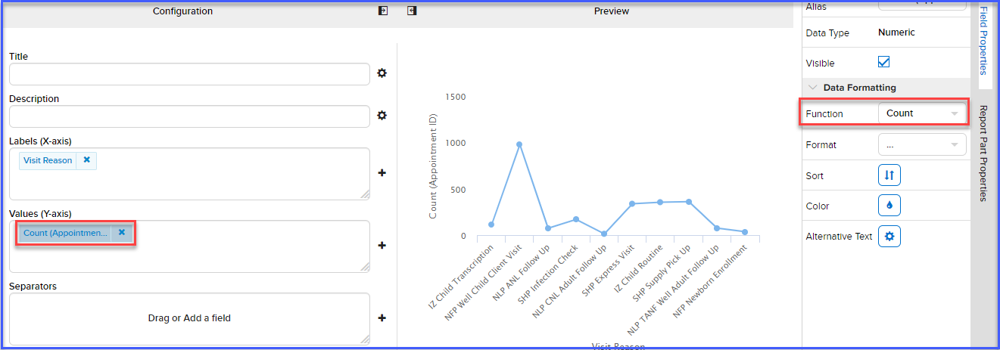 Configuration
Preview
Title
Description
Labels (X-axis)
Visit Reason
Values (Y-axis)
Count (Appointmen...
Separators
Drag or Add a field
Count (Appointment ID)
1500
1000
500
0
IZ Child Transcription
NFP Well Child Client Visit
NLP ANL Follow Up
SHP Infection Check
NLP CNL Adult Follow Up
SHP Express Visit
IZ Child Routine
SHP Supply Pick Up
NLP TANF Well Adult Follow Up
NFP Newborn Enrollment
Visit Reason
Alias
Data Type Numeric
Visible
Data Formatting
Function Count
Format ...
Sort
Color
Alternative Text
Field Properties
Report Part Properties